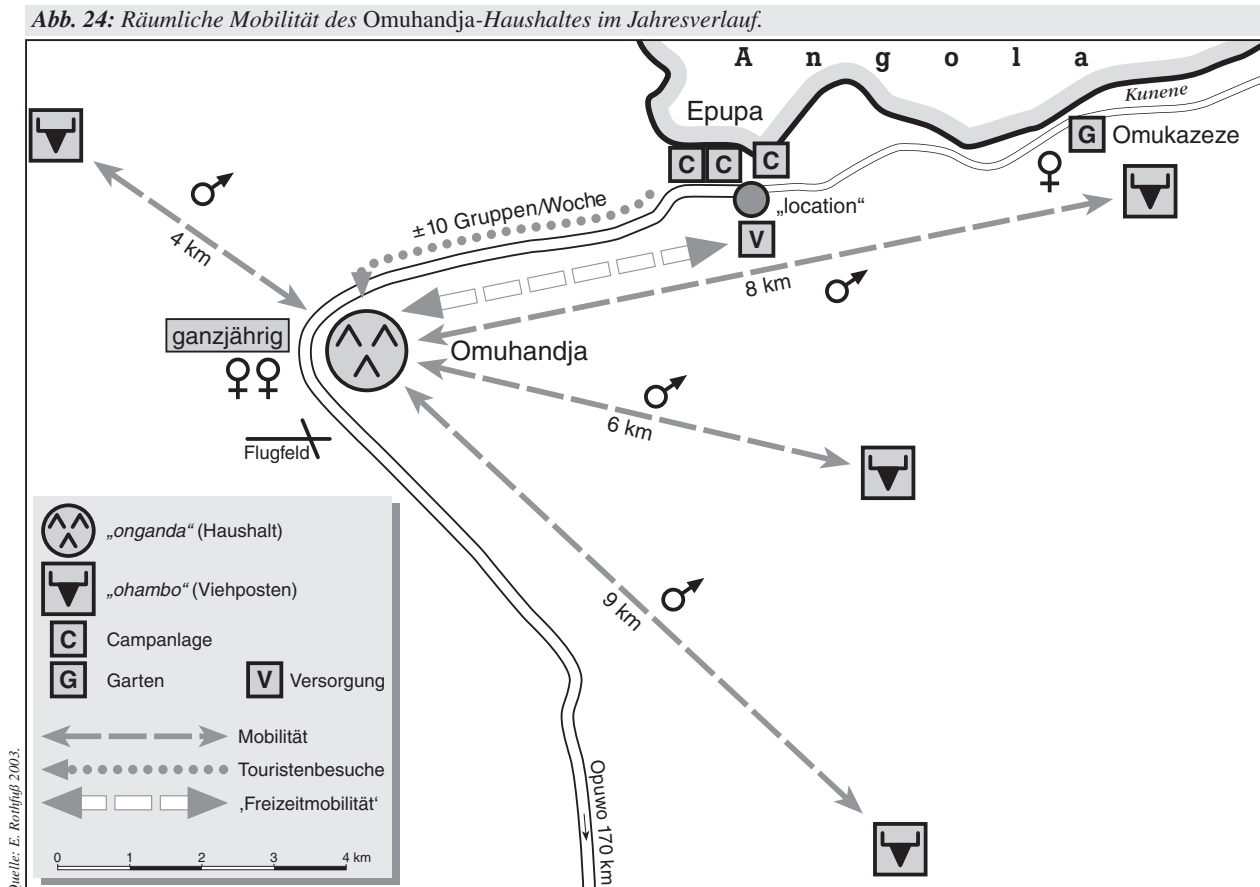 Abb. 24: Räumliche Mobilität des Omuhandja-Haushaltes im Jahresverlauf.
Angola
Kunene
Epupa
C
C
C
G
Omukazeze
„location“
V
±10 Gruppen/Woche
4 km
8 km
ganzjährig
Omuhandja
6 km
Flugfeld
9 km
„onganda“ (Haushalt)
„ohambo“ (Viehposten)
C
Campanlage
G
Garten
V
Versorgung
Mobilität
Touristenbesuche
‚Freizeitmobilität‘
0 1 2 3 4 km
Opuwo 170 km
Quelle: E. Rothfuß 2003.